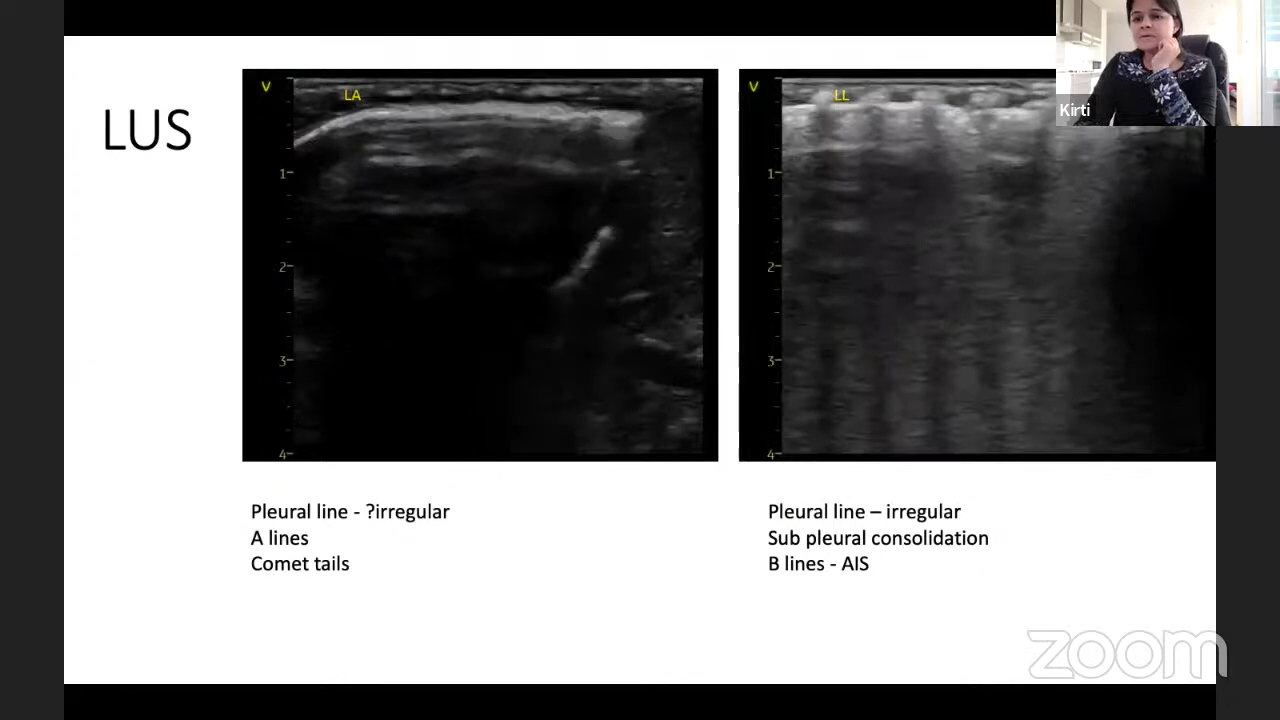 LUS
V
LA
1
2
3
4
V
LL
1
2
3
4
Kirti
Pleural line - ?irregular
A lines
Comet tails
Pleural line – irregular
Sub pleural consolidation
B lines - AIS
zoom